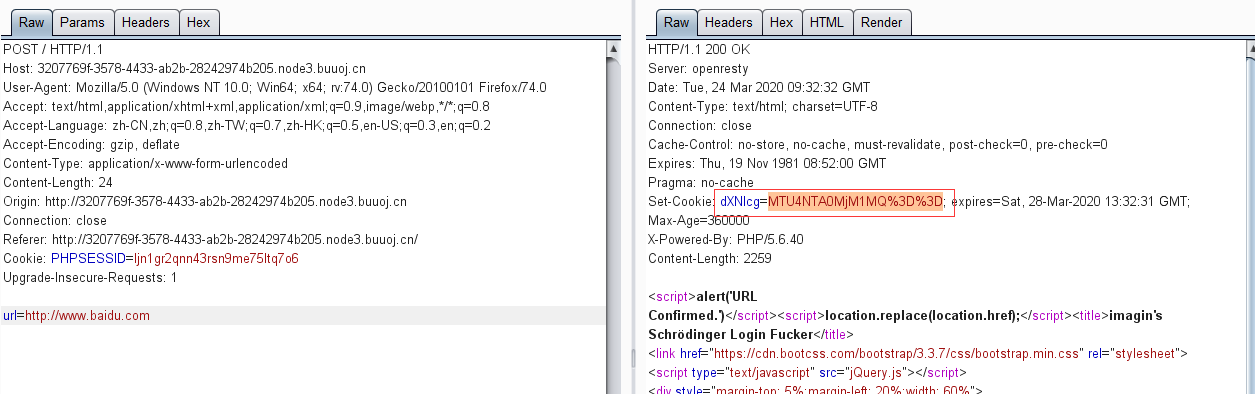 Raw Params Headers Hex
POST / HTTP/1.1
Host: 3207769f-3578-4433-ab2b-28242974b205.node3.buuoj.cn
User-Agent: Mozilla/5.0 (Windows NT 10.0; Win64; x64; rv:74.0) Gecko/20100101 Firefox/74.0
Accept: text/html,application/xhtml+xml,application/xml;q=0.9,image/webp,*/*;q=0.8
Accept-Language: zh-CN,zh;q=0.8,zh-TW;q=0.7,zh-HK;q=0.5,en-US;q=0.3,en;q=0.2
Accept-Encoding: gzip, deflate
Content-Type: application/x-www-form-urlencoded
Content-Length: 24
Origin: http://3207769f-3578-4433-ab2b-28242974b205.node3.buuoj.cn
Connection: close
Referer: http://3207769f-3578-4433-ab2b-28242974b205.node3.buuoj.cn/
Cookie: PHPSESSID=ljn1gr2qnn43rsn9me75ltq7o6
Upgrade-Insecure-Requests: 1
url=http://www.baidu.com
Raw Headers Hex HTML Render
HTTP/1.1 200 OK
Server: openresty
Date: Tue, 24 Mar 2020 09:32:32 GMT
Content-Type: text/html; charset=UTF-8
Connection: close
Cache-Control: no-store, no-cache, must-revalidate, post-check=0, pre-check=0
Expires: Thu, 19 Nov 1981 08:52:00 GMT
Pragma: no-cache
Set-Cookie: dXNlcg=MTU4NTA0MjM1MQ%3D%3D; expires=Sat, 28-Mar-2020 13:32:31 GMT;
Max-Age=360000
X-Powered-By: PHP/5.6.40
Content-Length: 2259
<script>alert('URL
Confirmed.')</script><script>location.replace(location.href);</script><title>imagin's
Schrödinger Login Fucker</title>
<link href="https://cdn.bootcss.com/bootstrap/3.3.7/css/bootstrap.min.css" rel="stylesheet">
<script type="text/javascript" src="jQuery.js"></script>
<div style="margin-top: 5%;margin-left: 20%;width: 60%">